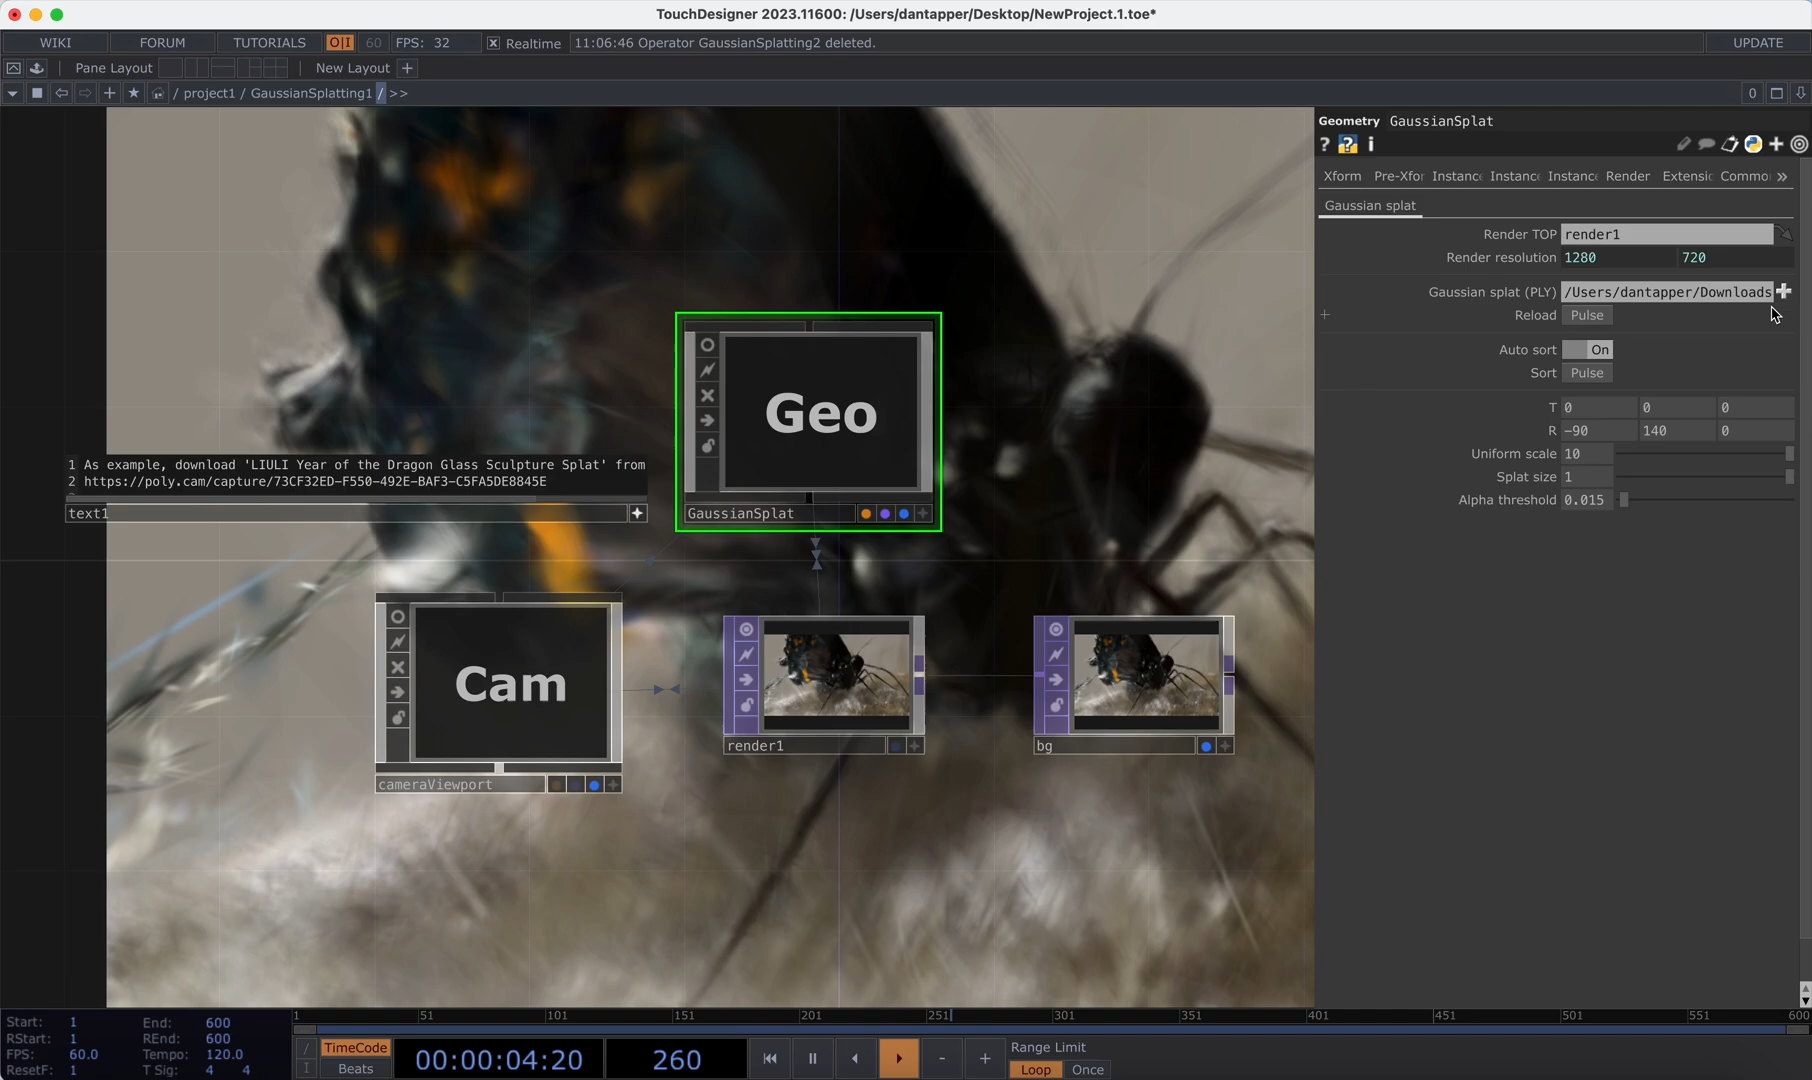 TouchDesigner 2023.11600: /Users/dantapper/Desktop/NewProject.1.toe*
WIKI FORUM TUTORIALS O|I 60 FPS: 32 Realtime 11:06:46 Operator GaussianSplatting2 deleted. UPDATE
Pane Layout New Layout +
/ project1 / GaussianSplatting1 / >> 0
Geometry GaussianSplat
? ? i
Xform Pre-Xfor Instanc Instanc Instanc Render Extensi Commo
Gaussian splat
Render TOP render1
Render resolution 1280 720
Gaussian splat (PLY) /Users/dantapper/Downloads
Reload Pulse
Auto sort On
Sort Pulse
T 0 0 0
R -90 140 0
Uniform scale 10
Splat size 1
Alpha threshold 0.015
Geo
GaussianSplat
1 As example, download 'LIULI Year of the Dragon Glass Sculpture Splat' from
2 https://poly.cam/capture/73CF32ED-F550-492E-BAF3-C5FA5DE8845E
text1
Cam
cameraViewport
render1
bg
1 51 101 151 201 251 301 351 401 451 501 551 600
Start: 1 End: 600
RStart: 1 REnd: 600
FPS: 60.0 Tempo: 120.0
ResetF: 1 T Sig: 4 4
TimeCode
Beats
00:00:04:20 260
- +
Range Limit
Loop Once